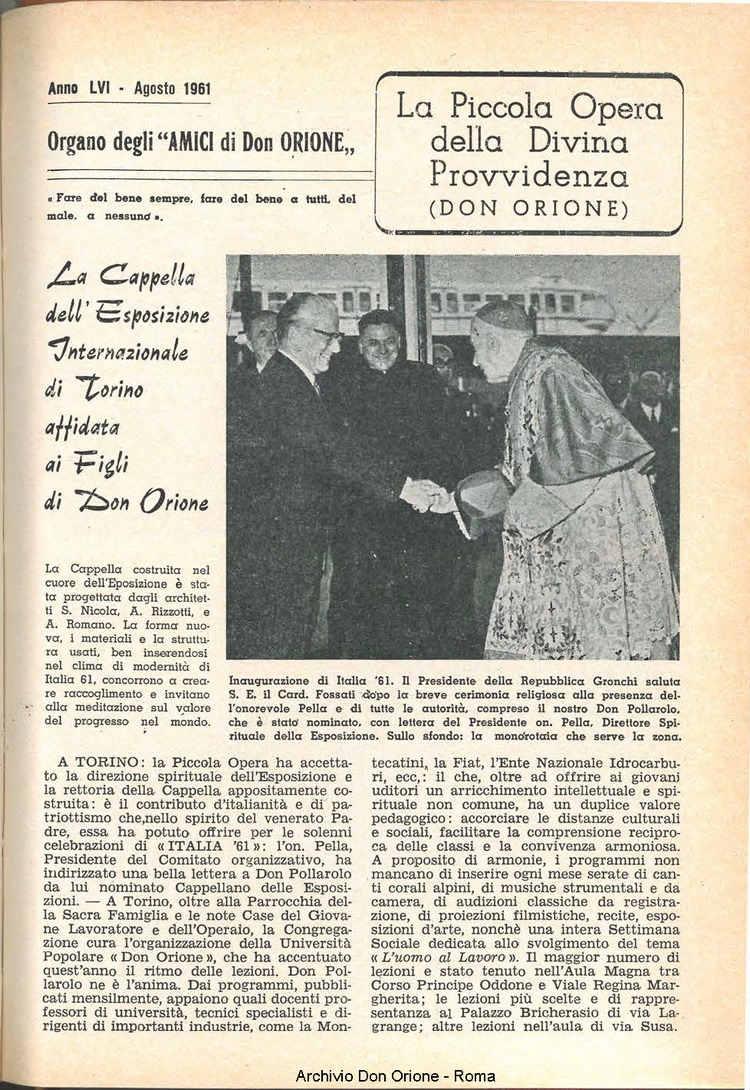 Anno LVI - Agosto 1961
Organo degli "AMICI di Don ORIONE„
« Fare del bene sempre, fare del bene a tutti, del
male, a nessuno ».
La Piccola Opera
della Divina
Provvidenza
(DON ORIONE)
La Cappella
dell' Esposizione
Internazionale
di Torino
affidata
ai Figli
di Don Orione
La Cappella costruita nel
cuore dell'Eposizione è sta-
ta progettata dagli architet-
ti S. Nicola, A. Rizzotti, e
A. Romano. La forma nuo-
va, i materiali e la struttu-
ra usati, ben inserendosi
nel clima di modernità di
Italia 61, concorrono a crea-
re raccoglimento e invitano
alla meditazione sul valore
del progresso nel mondo.
Inaugurazione di Italia '61. Il Presidente della Repubblica Gronchi saluta
S. E. il Card. Fossati dopo la breve cerimonia religiosa alla presenza del-
l'onorevole Pella e di tutte le autorità, compreso il nostro Don Pollarolo,
che è stato nominato, con lettera del Presidente on. Pella, Direttore Spi-
rituale della Esposizione. Sullo sfondo: la monorotaia che serve la zona.
A TORINO: la Piccola Opera ha accetta-
to la direzione spirituale dell'Esposizione e
la rettoria della Cappella appositamente co-
struita: è il contributo d'italianità e di pa-
triottismo che,nello spirito del venerato Pa-
dre, essa ha potuto offrire per le solenni
celebrazioni di « ITALIA '61 »: l'on. Pella,
Presidente del Comitato organizzativo, ha
indirizzato una bella lettera a Don Pollarolo
da lui nominato Cappellano delle Esposi-
zioni. — A Torino, oltre alla Parrocchia del-
la Sacra Famiglia e le note Case del Giova-
ne Lavoratore e dell'Operaio, la Congrega-
zione cura l'organizzazione della Università
Popolare « Don Orione », che ha accentuato
quest'anno il ritmo delle lezioni. Don Pol-
larolo ne è l'anima. Dai programmi, pubbli-
cati mensilmente, appaiono quali docenti pro-
fessori di università, tecnici specialisti e di-
rigenti di importanti industrie, come la Mon-
tecatini, la Fiat, l'Ente Nazionale Idrocarbu-
ri, ecc,: il che, oltre ad offrire ai giovani
uditori un arricchimento intellettuale e spi-
rituale non comune, ha un duplice valore
pedagogico: accorciare le distanze culturali
e sociali, facilitare la comprensione recipro-
ca delle classi e la convivenza armoniosa.
A proposito di armonie, i programmi non
mancano di inserire ogni mese serate di can-
ti corali alpini, di musiche strumentali e da
camera, di audizioni classiche da registra-
zione, di proiezioni filmistiche, recite, espo-
sizioni d'arte, nonchè una intera Settimana
Sociale dedicata allo svolgimento del tema
« L'uomo al Lavoro ». Il maggior numero di
lezioni e stato tenuto nell'Aula Magna tra
Corso Principe Oddone e Viale Regina Mar-
gherita; le lezioni più scelte e di rappre-
sentanza al Palazzo Bricherasio di via La-
grange; altre lezioni nell'aula di via Susa.
Archivio Don Orione - Roma